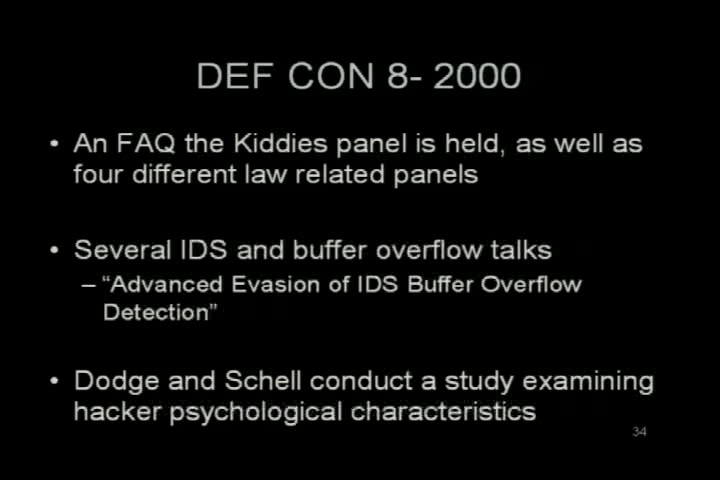 DEF CON 8- 2000
• An FAQ the Kiddies panel is held, as well as
four different law related panels
• Several IDS and buffer overflow talks
– “Advanced Evasion of IDS Buffer Overflow
Detection”
• Dodge and Schell conduct a study examining
hacker psychological characteristics
34